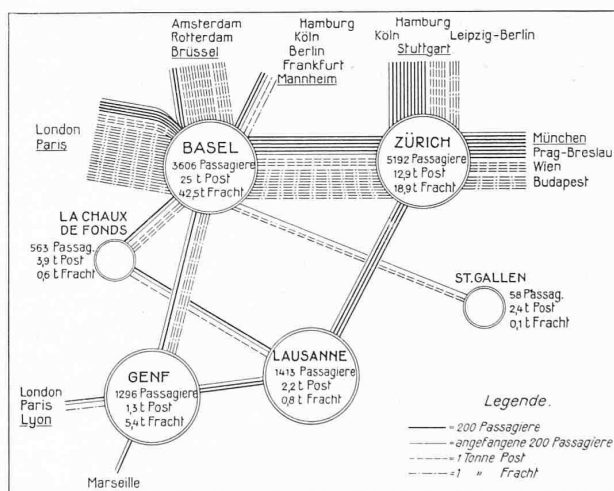 Amsterdam
Rotterdam
Brüssel
Hamburg
Köln
Berlin
Frankfurt
Mannheim
Hamburg
Köln
Stuttgart
Leipzig-Berlin
London
Paris
BASEL
3606 Passagiere
25 t Post
42,5 t Fracht
ZÜRICH
5192 Passagiere
12,9 t Post
18,9 t Fracht
München
Prag-Breslau
Wien
Budapest
LA CHAUX
DE FONDS
563 Passag.
3,9 t Post
0,6 t Fracht
ST. GALLEN
58 Passag.
2,4 t Post
0,1 t Fracht
LAUSANNE
1413 Passagiere
2,2 t Post
0,8 t Fracht
GENF
1296 Passagiere
1,3 t Post
5,4 t Fracht
London
Paris
Lyon
Marseille
Legende.
= 200 Passagiere
= angefangene 200 Passagiere
= 1 Tonne Post
= 1 " Fracht